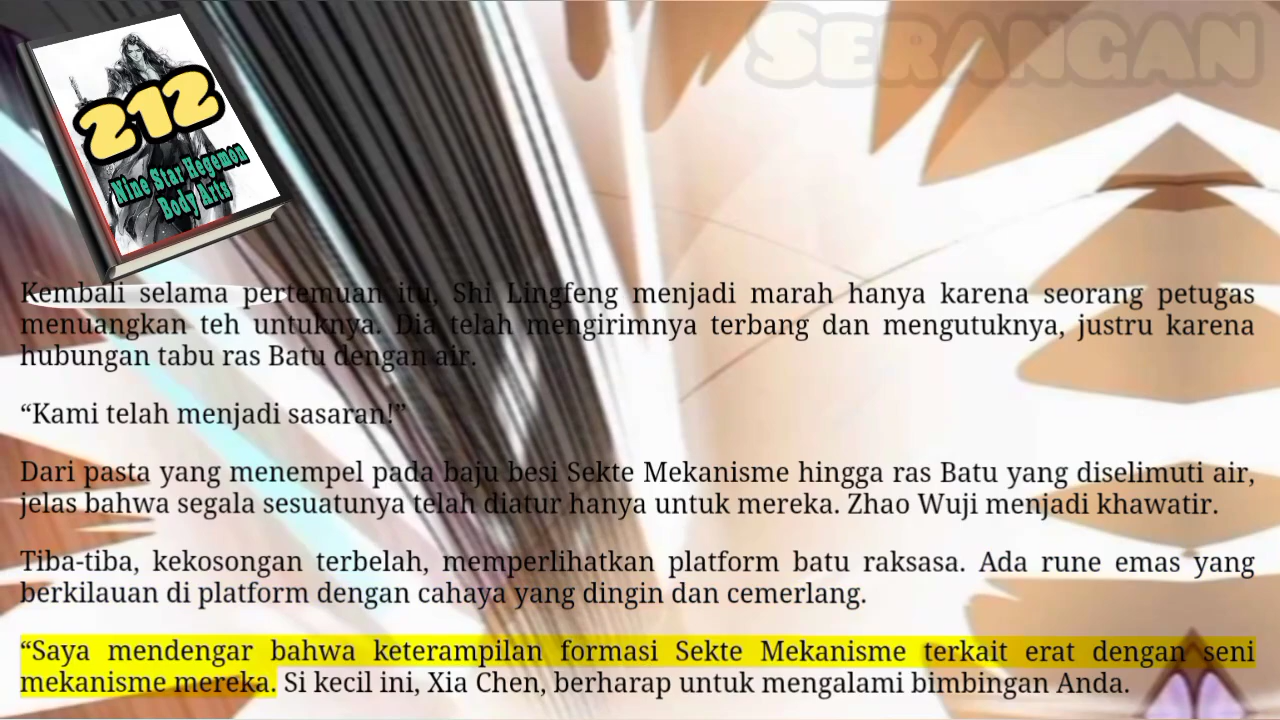 SERANGAN
212
Nine Star Hegemon
Body Arts
Kembali selama pertemuan itu, Shi Lingfeng menjadi marah hanya karena seorang petugas
menuangkan teh untuknya. Dia telah mengirimnya terbang dan mengutuknya, justru karena
hubungan tabu ras Batu dengan air.
“Kami telah menjadi sasaran!”
Dari pasta yang menempel pada baju besi Sekte Mekanisme hingga ras Batu yang diselimuti air,
jelas bahwa segala sesuatunya telah diatur hanya untuk mereka. Zhao Wuji menjadi khawatir.
Tiba-tiba, kekosongan terbelah, memperlihatkan platform batu raksasa. Ada rune emas yang
berkilauan di platform dengan cahaya yang dingin dan cemerlang.
“Saya mendengar bahwa keterampilan formasi Sekte Mekanisme terkait erat dengan seni
mekanisme mereka. Si kecil ini, Xia Chen, berharap untuk mengalami bimbingan Anda.